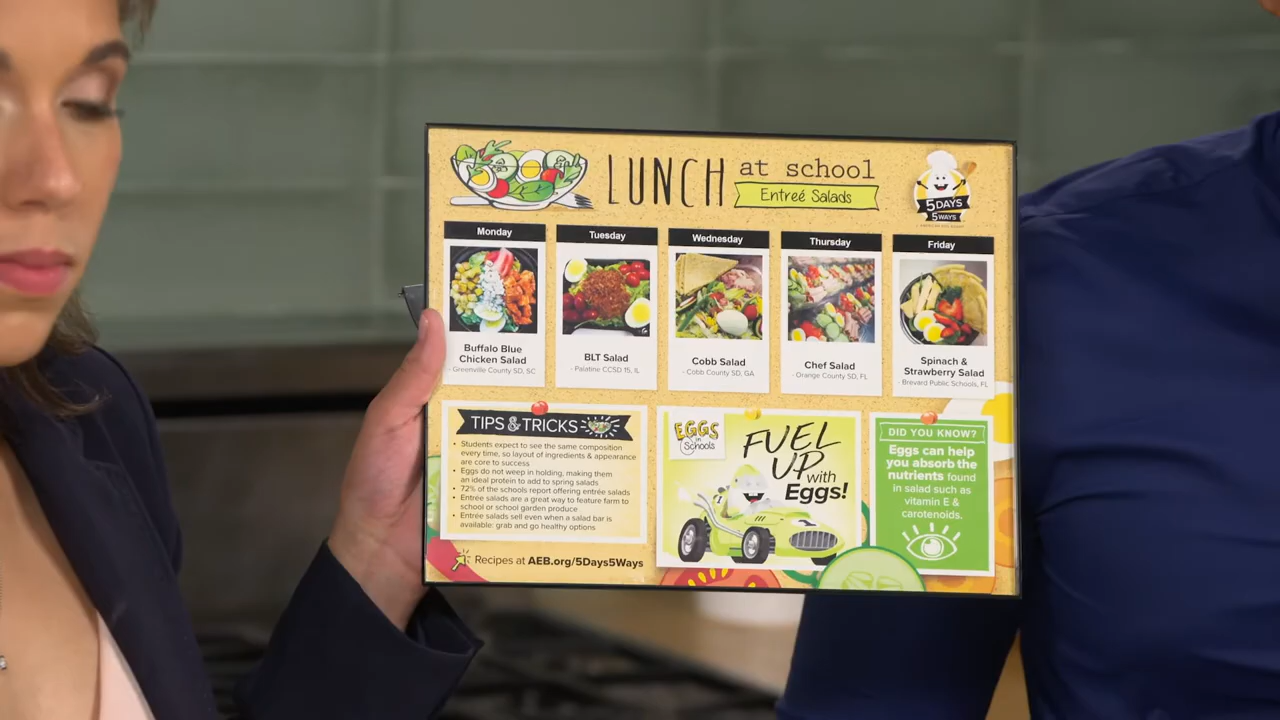 LUNCH at school
Entreé Salads
5 DAYS
5 WAYS
AMERICAN EGG BOARD
Monday
Buffalo Blue
Chicken Salad
- Greenville County SD, SC
Tuesday
BLT Salad
- Palatine CCSD 15, IL
Wednesday
Cobb Salad
- Cobb County SD, GA
Thursday
Chef Salad
- Orange County SD, FL
Friday
Spinach &
Strawberry Salad
- Brevard Public Schools, FL
TIPS & TRICKS
• Students expect to see the same composition
every time, so layout of ingredients & appearance
are core to success
• Eggs do not weep in holding, making them
an ideal protein to add to spring salads
• 72% of the schools report offering entrée salads
• Entrée salads are a great way to feature farm to
school or school garden produce
• Entrée salads sell even when a salad bar is
available: grab and go healthy options
Recipes at AEB.org/5Days5Ways
EGGS
in
Schools
FUEL
UP with
Eggs!
DID YOU KNOW?
Eggs can help
you absorb the
nutrients found
in salad such as
vitamin E &
carotenoids.